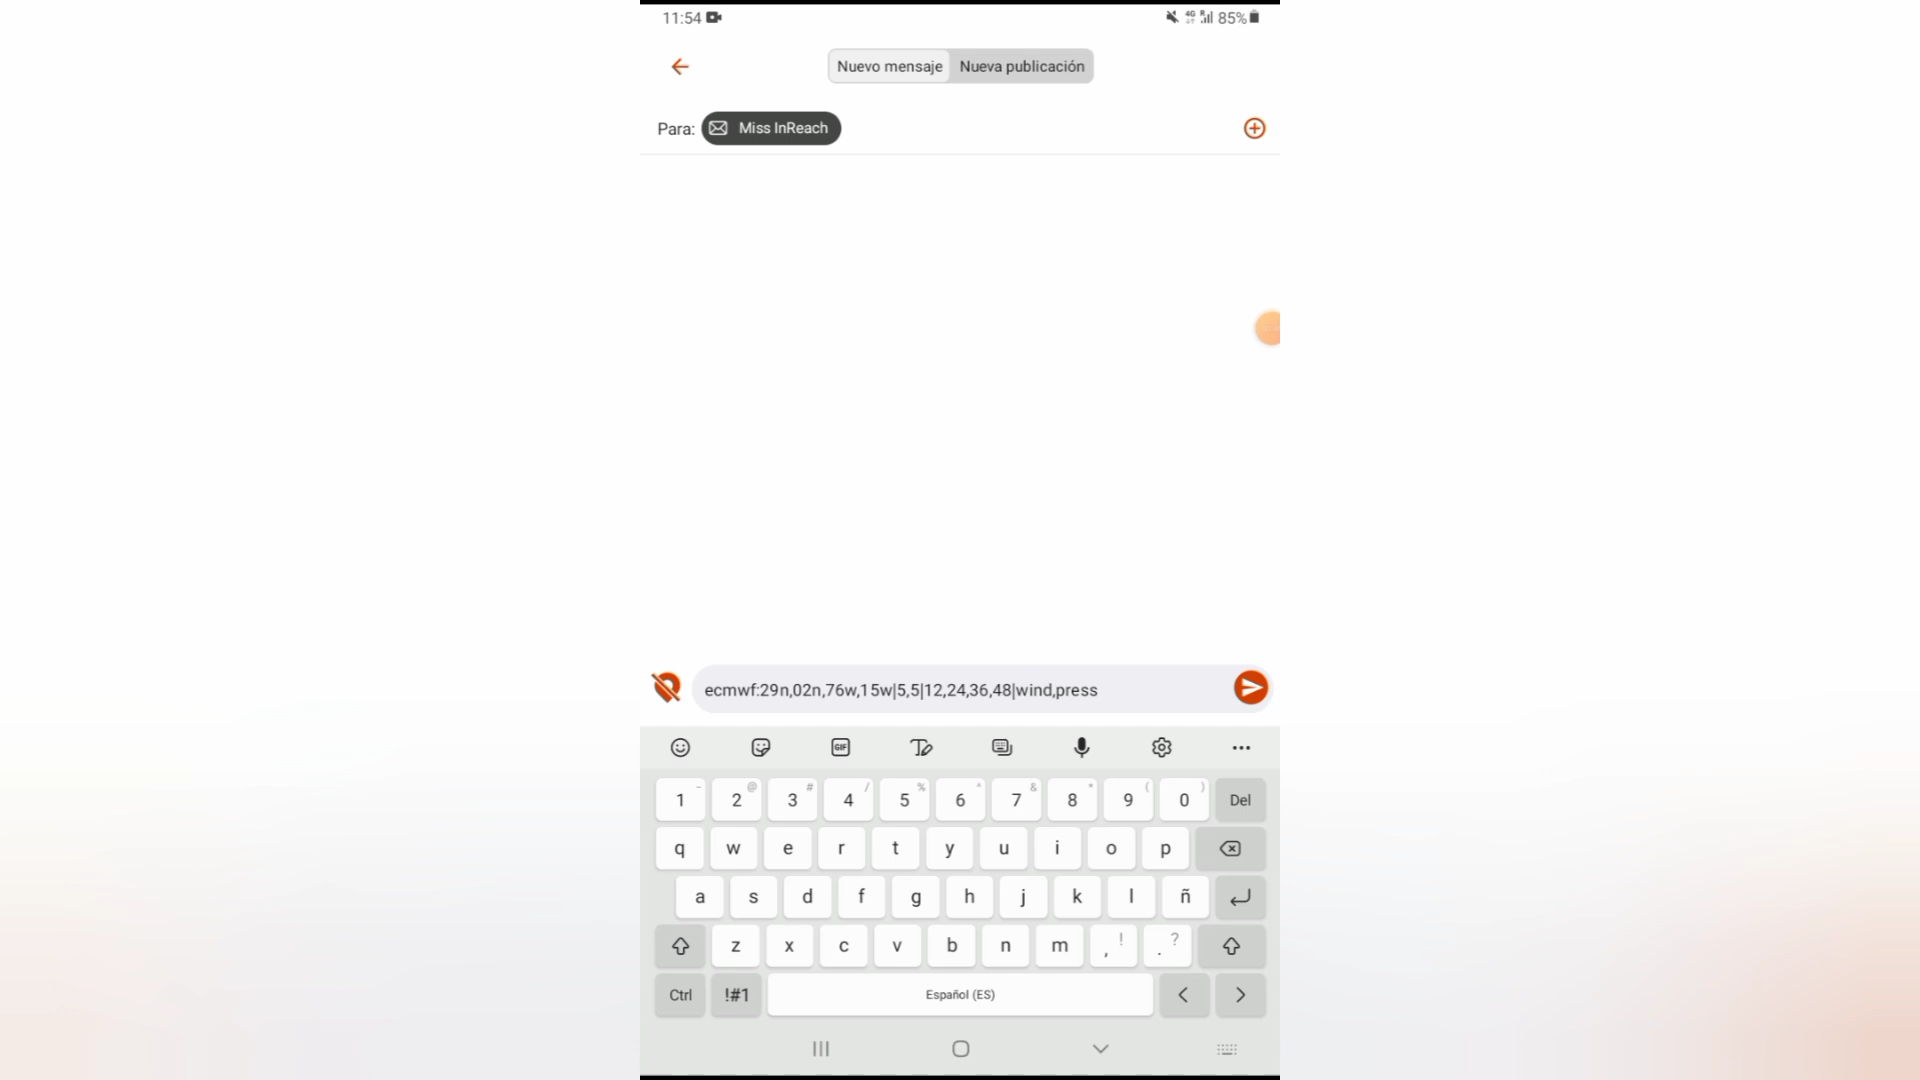 11:54
4G R 85%
Nuevo mensaje Nueva publicación
Para: Miss InReach
ecmwf:29n,02n,76w,15w|5,5|12,24,36,48|wind,press
GIF
1 2 @ 3 # 4 / 5 % 6 ^ 7 & 8 * 9 ( 0 ) Del
q w e r t y u i o p
a s d f g h j k l ñ
z x c v b n m , ! . ?
Ctrl !#1 Español (ES) < >